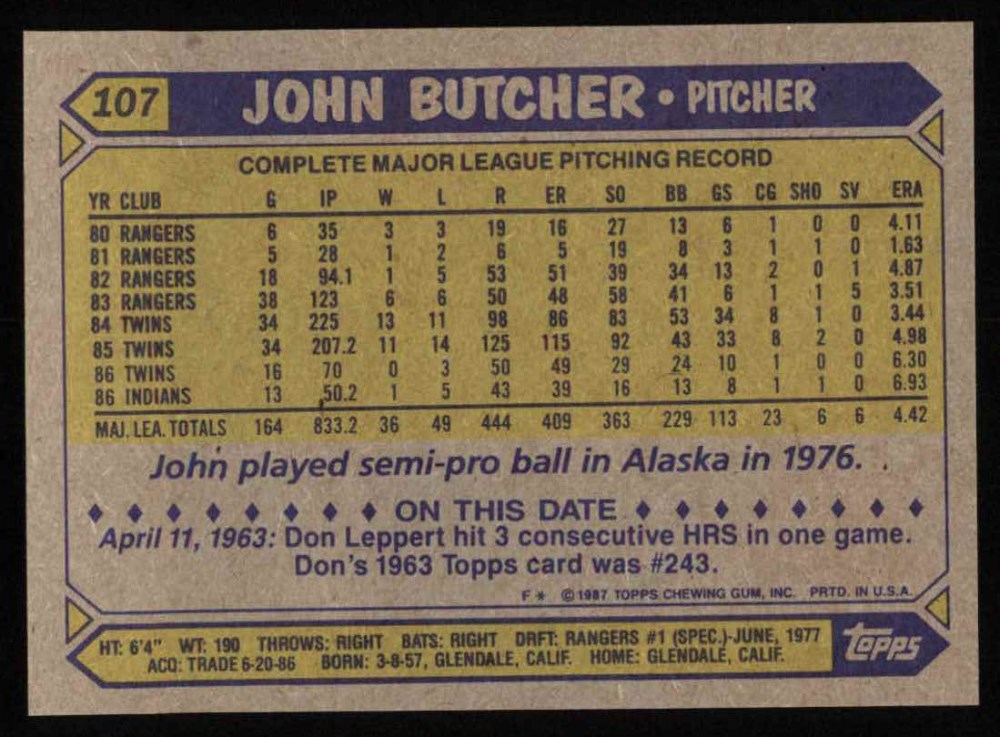 107 JOHN BUTCHER • PITCHER
COMPLETE MAJOR LEAGUE PITCHING RECORD
YR CLUB G IP W L R ER SO BB GS CG SHO SV ERA
80 RANGERS 6 35 3 3 19 16 27 13 6 1 0 0 4.11
81 RANGERS 5 28 1 2 6 5 19 8 3 1 1 0 1.63
82 RANGERS 18 94.1 1 5 53 51 39 34 13 2 0 1 4.87
83 RANGERS 38 123 6 6 50 48 58 41 6 1 1 5 3.51
84 TWINS 34 225 13 11 98 86 83 53 34 8 1 0 3.44
85 TWINS 34 207.2 11 14 125 115 92 43 33 8 2 0 4.98
86 TWINS 16 70 0 3 50 49 29 24 10 1 0 0 6.30
86 INDIANS 13 50.2 1 5 43 39 16 13 8 1 1 0 6.93
MAJ. LEA. TOTALS 164 833.2 36 49 444 409 363 229 113 23 6 6 4.42
John played semi-pro ball in Alaska in 1976.
ON THIS DATE
April 11, 1963: Don Leppert hit 3 consecutive HRS in one game.
Don's 1963 Topps card was #243.
F * ©1987 TOPPS CHEWING GUM, INC. PRTD. IN U.S.A.
HT: 6'4" WT: 190 THROWS: RIGHT BATS: RIGHT DRFT: RANGERS #1 (SPEC.)-JUNE, 1977
ACQ: TRADE 6-20-86 BORN: 3-8-57, GLENDALE, CALIF. HOME: GLENDALE, CALIF.
topps